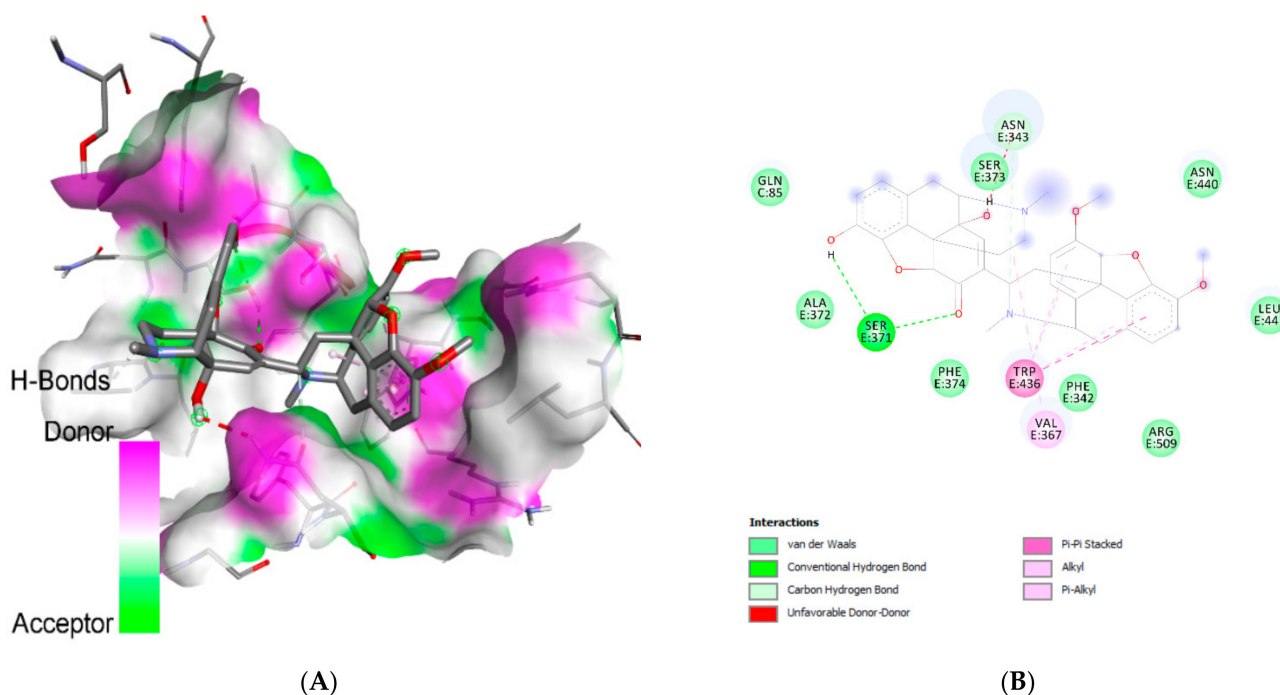 H-Bonds
Donor
Acceptor
(A)
ASN
E:343
SER
E:373
GLN
C:85
ASN
E:440
H
O
N
O
O
H
O
O
O
O
N
ALA
E:372
SER
E:371
LEU
E:44
PHE
E:374
TRP
E:436
PHE
E:342
VAL
E:367
ARG
E:509
Interactions
van der Waals
Conventional Hydrogen Bond
Carbon Hydrogen Bond
Unfavorable Donor-Donor
Pi-Pi Stacked
Alkyl
Pi-Alkyl
(B)